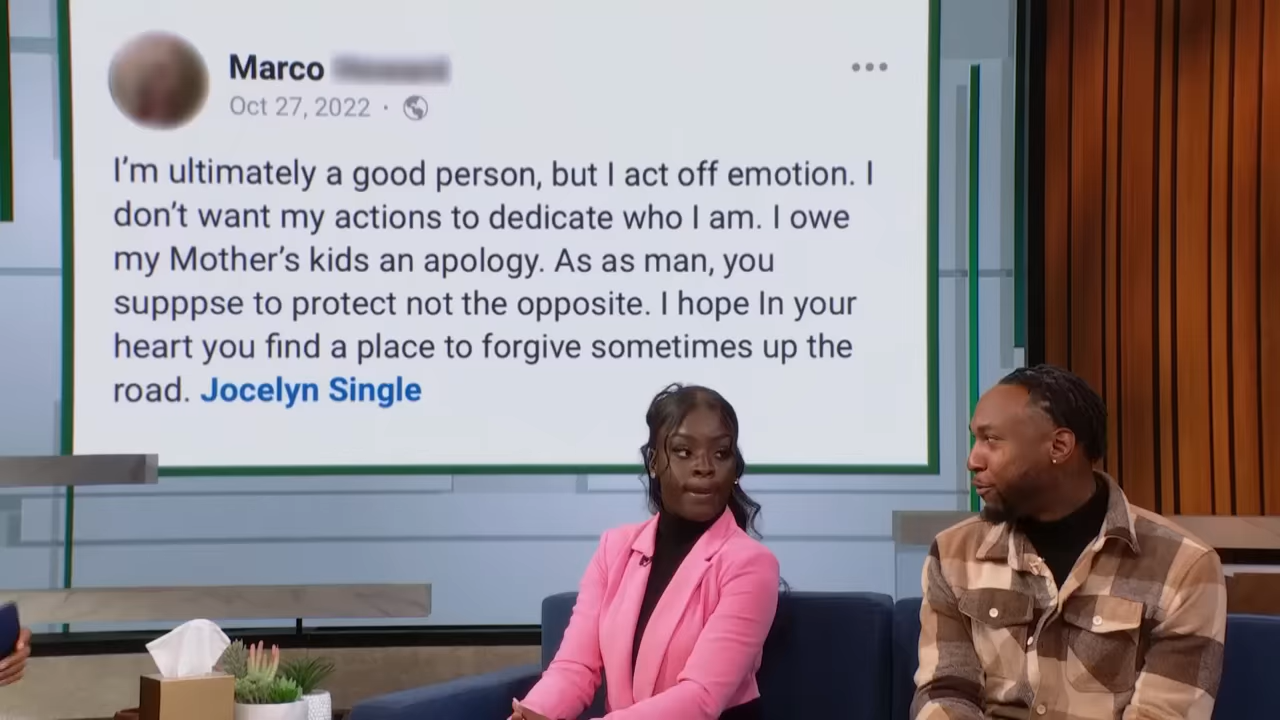 Marco
Oct 27, 2022 ·
I'm ultimately a good person, but I act off emotion. I
don't want my actions to dedicate who I am. I owe
my Mother's kids an apology. As as man, you
supppse to protect not the opposite. I hope In your
heart you find a place to forgive sometimes up the
road. Jocelyn Single